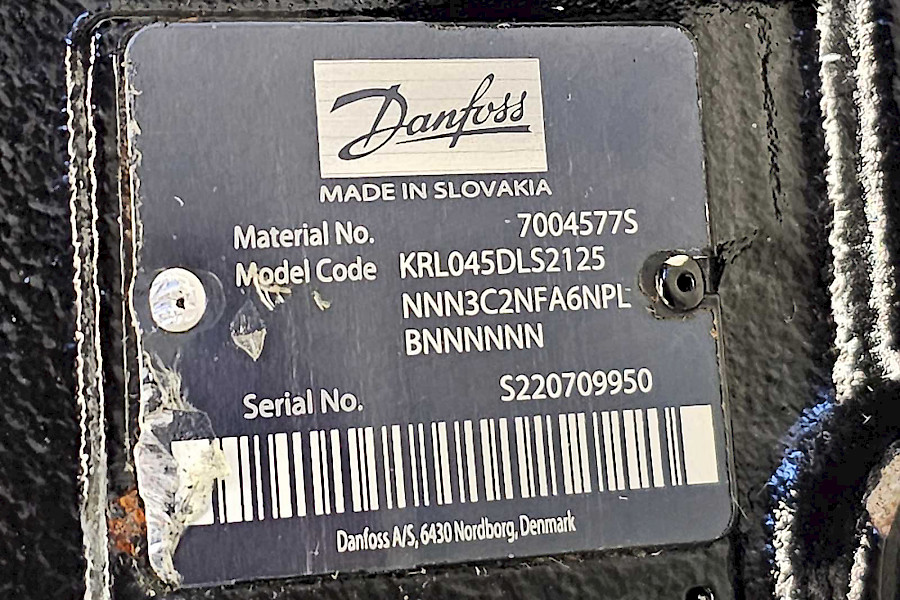 Danfoss
MADE IN SLOVAKIA
Material No. 7004577S
Model Code KRL045DLS2125
NNN3C2NFA6NPL
BNNNNNN
Serial No. S220709950
Danfoss A/S, 6430 Nordborg, Denmark